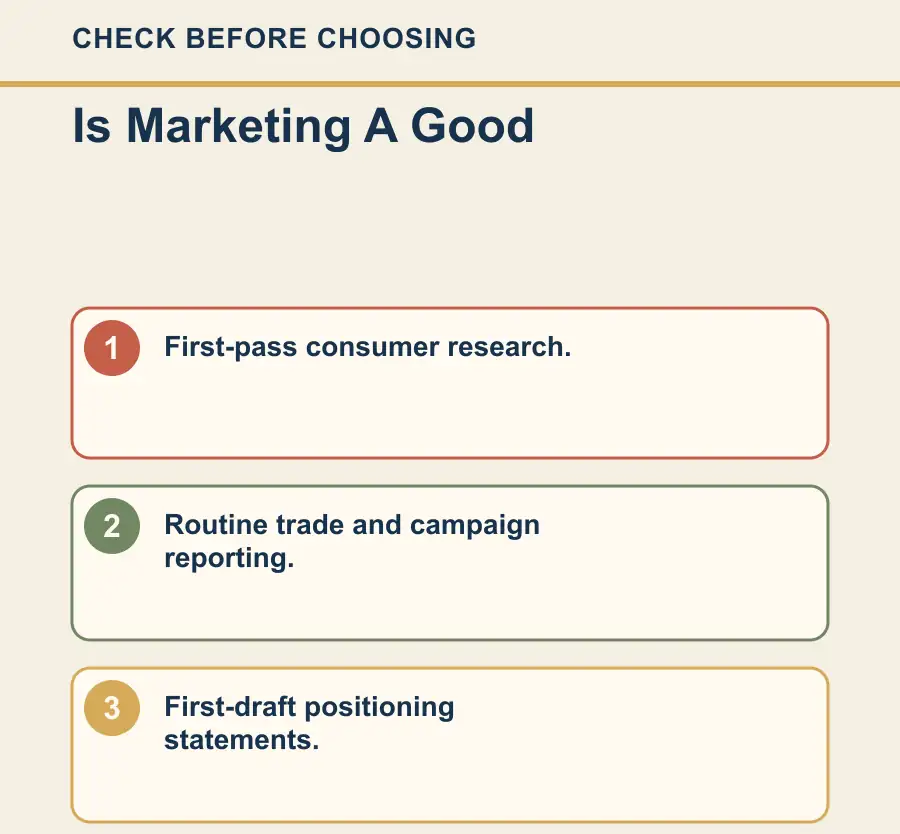 CHECK BEFORE CHOOSING
Is Marketing A Good
1
First-pass consumer research.
2
Routine trade and campaign
reporting.
3
First-draft positioning
statements.